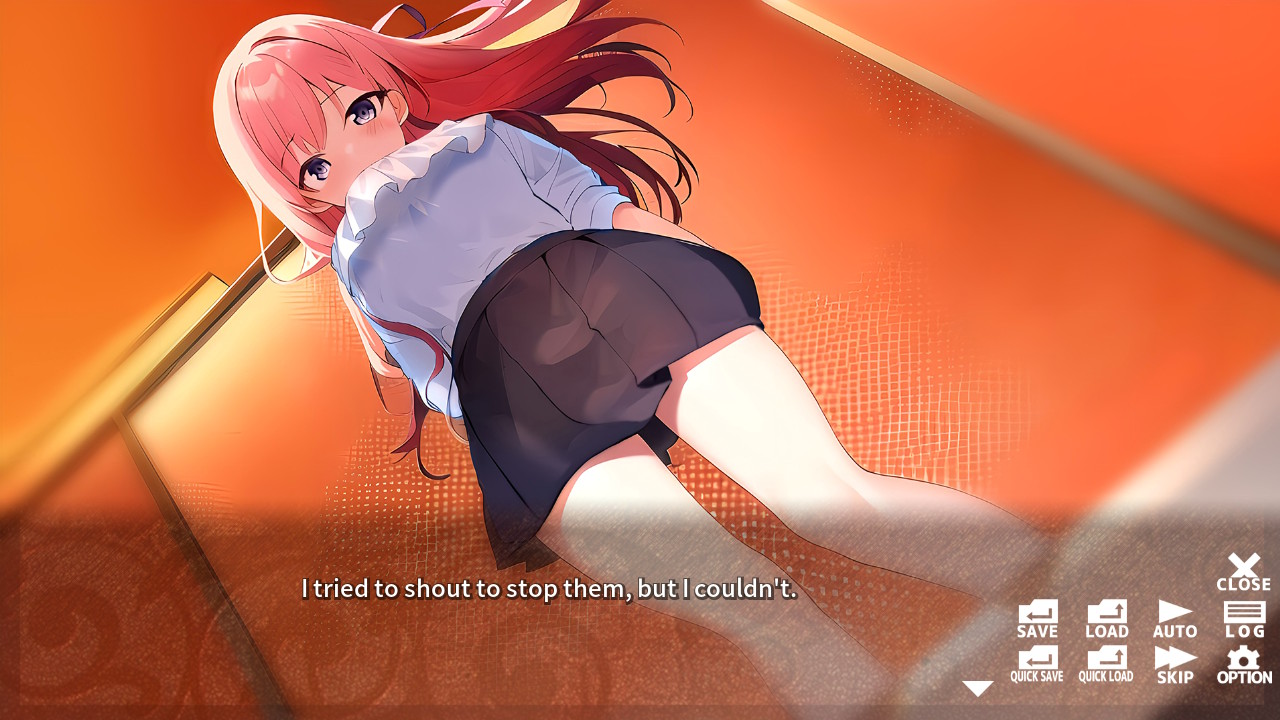 I tried to shout to stop them, but I couldn't.
CLOSE
SAVE
LOAD
AUTO
LOG
QUICK SAVE
QUICK LOAD
SKIP
OPTION